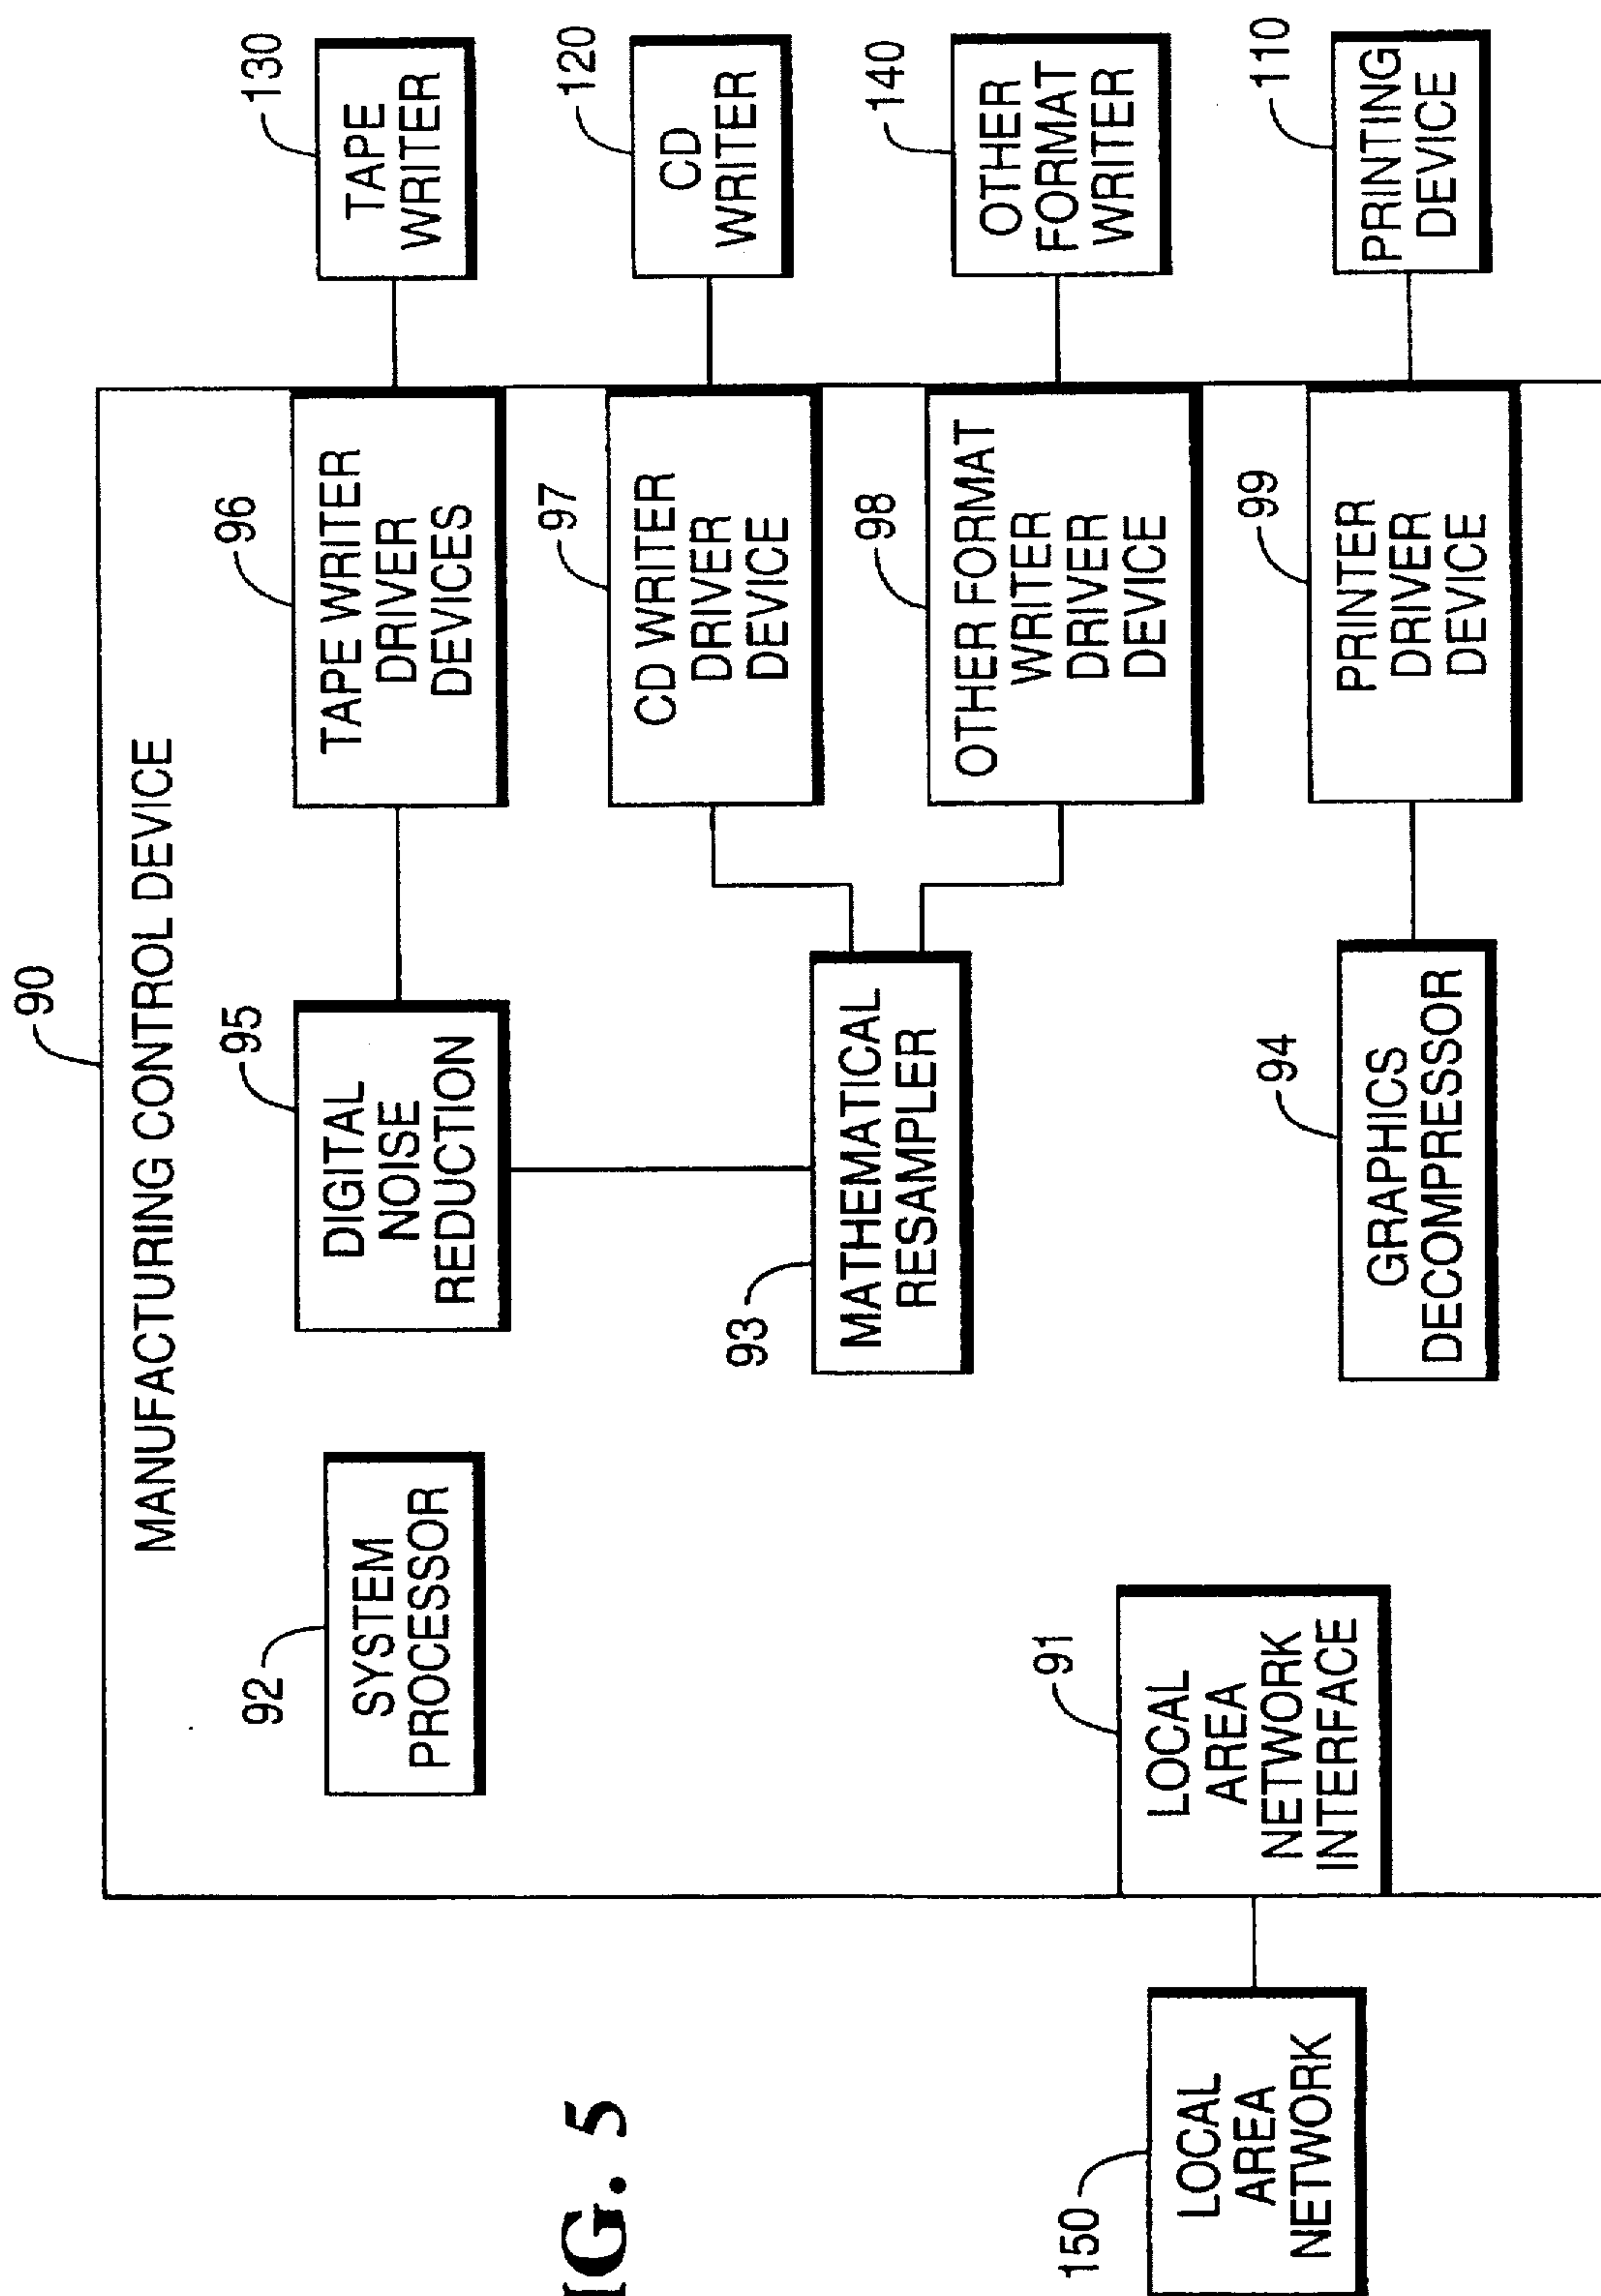 90
MANUFACTURING CONTROL DEVICE
92
SYSTEM
PROCESSOR
95
DIGITAL
NOISE
REDUCTION
96
TAPE WRITER
DRIVER
DEVICES
130
TAPE
WRITER
93
MATHEMATICAL
RESAMPLER
97
CD WRITER
DRIVER
DEVICE
120
CD
WRITER
98
OTHER FORMAT
WRITER
DRIVER
DEVICE
140
OTHER
FORMAT
WRITER
150
LOCAL
AREA
NETWORK
91
LOCAL
AREA
NETWORK
INTERFACE
94
GRAPHICS
DECOMPRESSOR
99
PRINTER
DRIVER
DEVICE
110
PRINTING
DEVICE
IG. 5